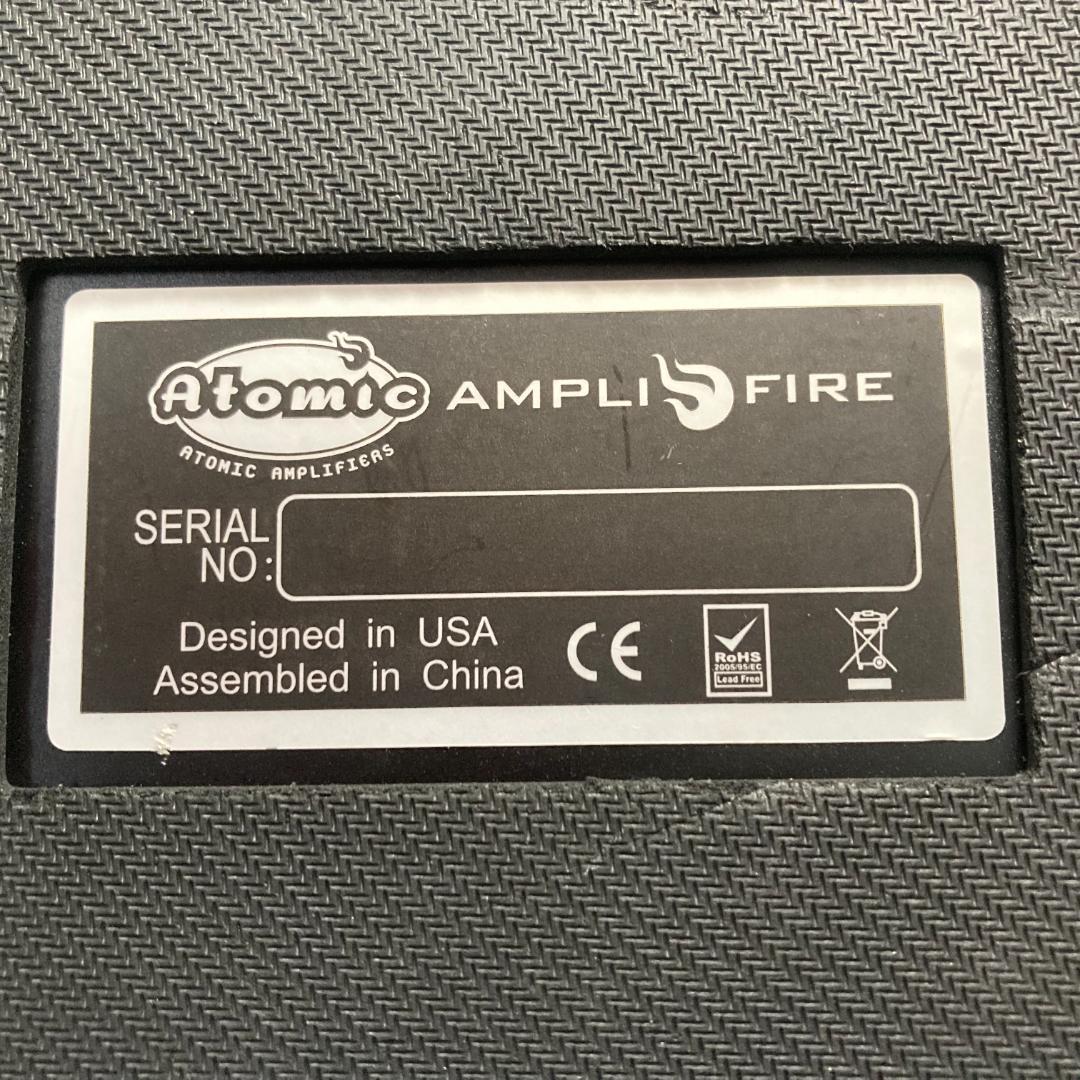 Atomic AMPLIFIRE
ATOMIC AMPLIFIERS
SERIAL
NO:
Designed in USA
Assembled in China
CE
RoHS
2005/95/EC
Lead Free